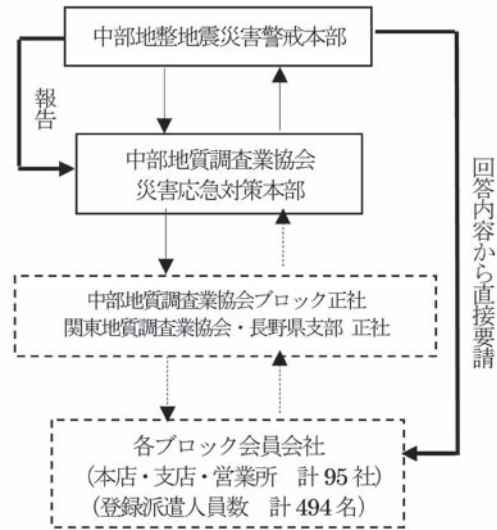 中部地整地震災害警戒本部
報告
中部地質調査業協会
災害応急対策本部
回答内容から直接要請
中部地質調査業協会ブロック正社
関東地質調査業協会・長野県支部 正社
各ブロック会員会社
(本店・支店・営業所 計95社)
(登録派遣人員数 計494名)